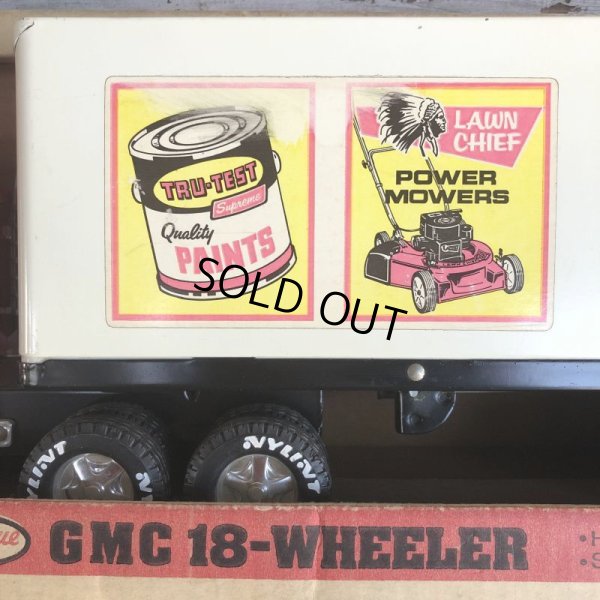 TRU-TEST
Supreme
Quality
PAINTS
LAWN
CHIEF
POWER
MOWERS
SOLD OUT
NYLINT
NYLINT
GMC 18-WHEELER